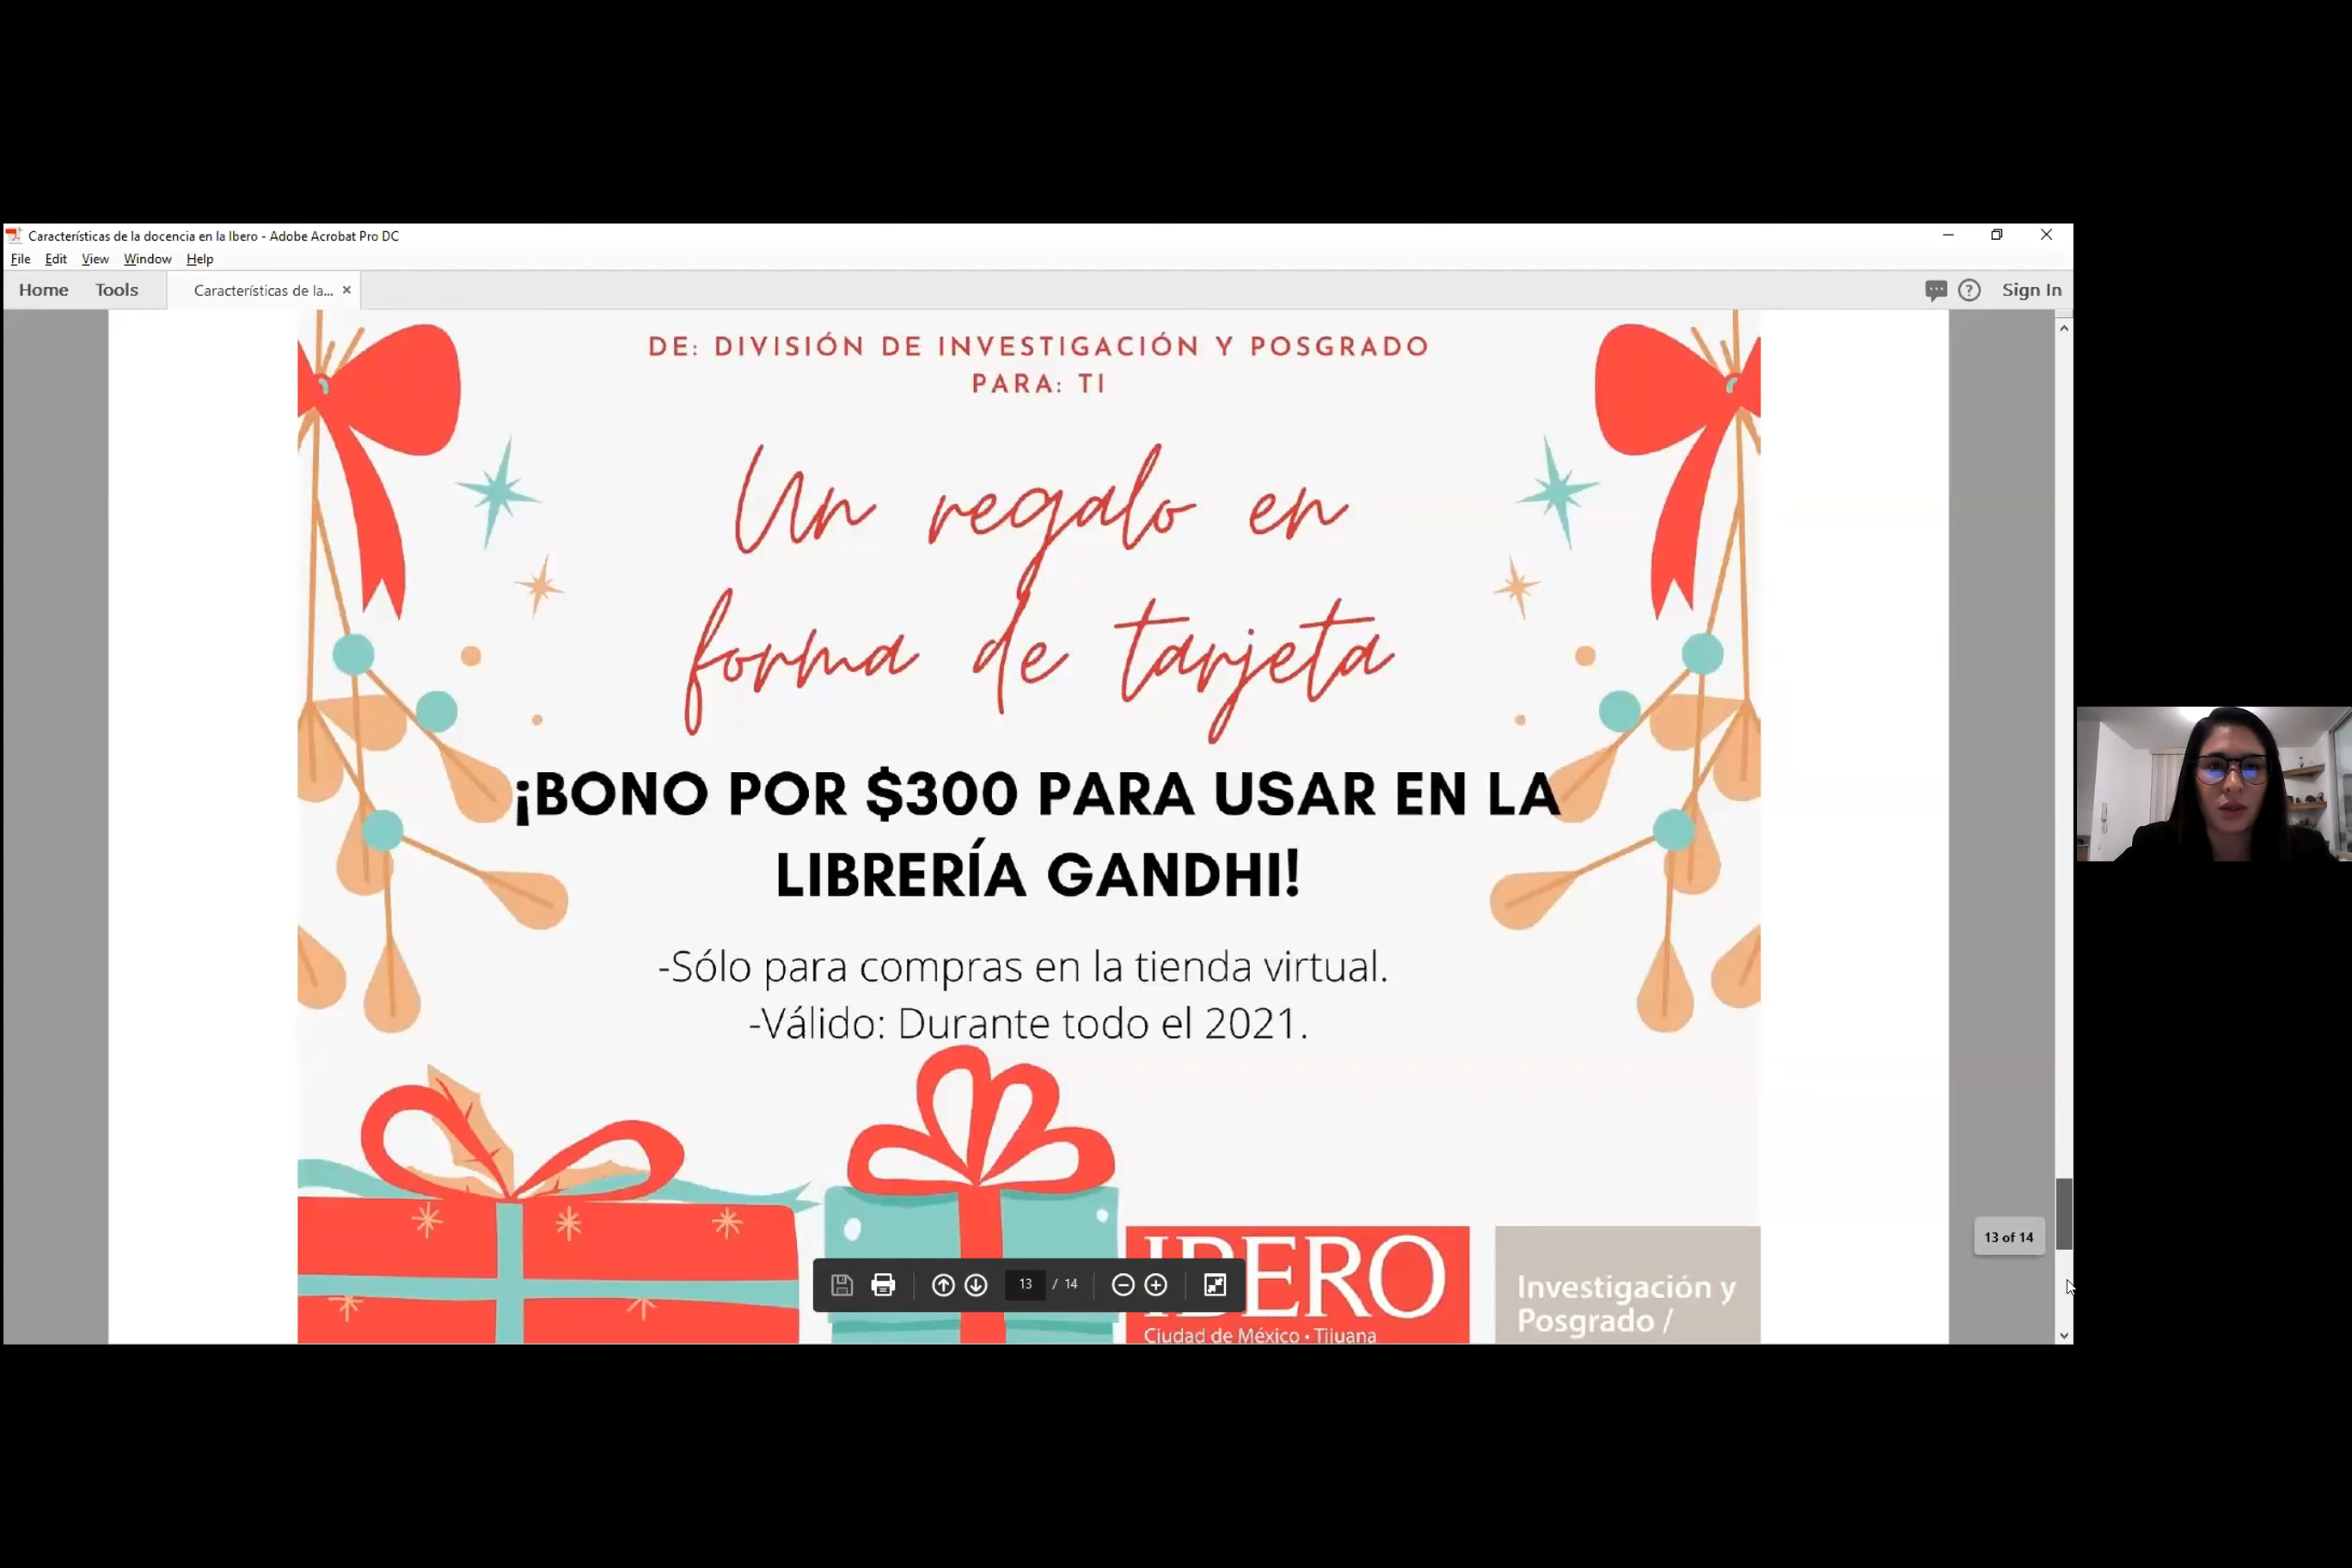 Características de la docencia en la Ibero - Adobe Acrobat Pro DC
File Edit View Window Help
Home Tools Características de la... × Sign In
DE: DIVISIÓN DE INVESTIGACIÓN Y POSGRADO
PARA: TI
Un regalo en
forma de tarjeta
¡BONO POR $300 PARA USAR EN LA
LIBRERÍA GANDHI!
-Sólo para compras en la tienda virtual.
-Válido: Durante todo el 2021.
13 of 14
13 / 14
IBERO
Ciudad de México • Tijuana
Investigación y
Posgrado /